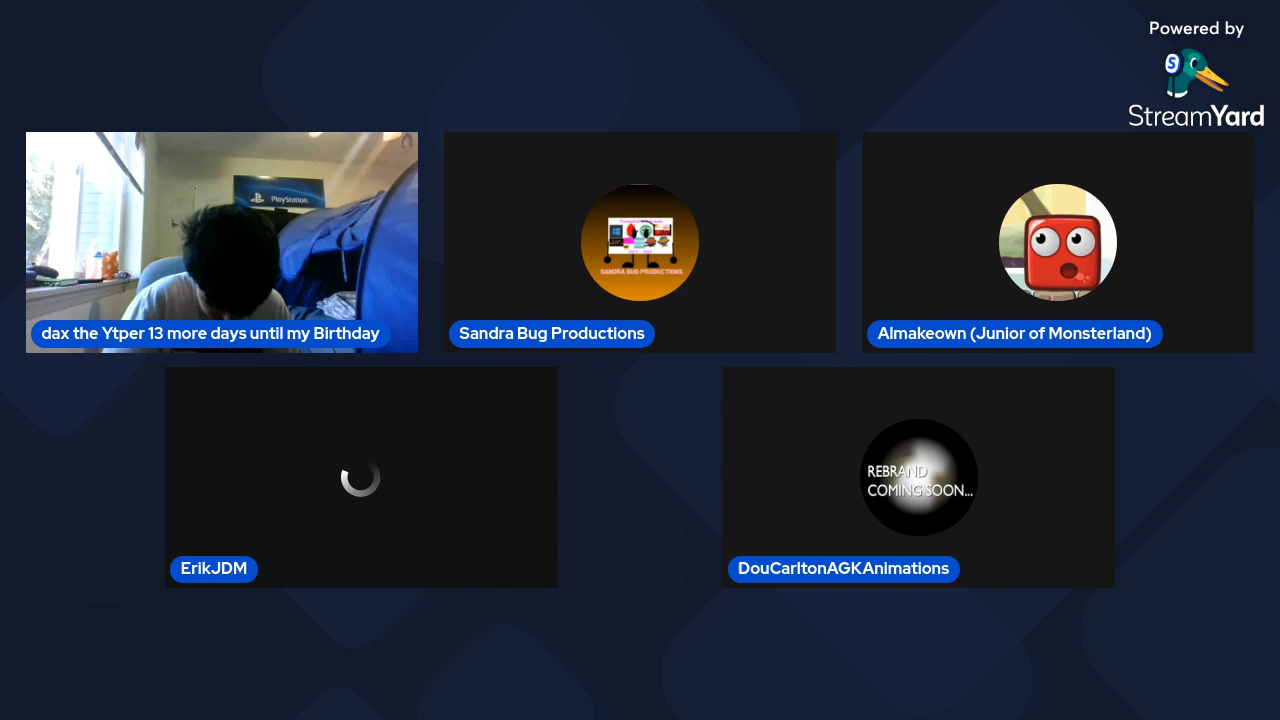 Powered by
StreamYard
PlayStation
dax the Ytper 13 more days until my Birthday
SANDRA BUG PRODUCTIONS
Sandra Bug Productions
Almakeown (Junior of Monsterland)
ErikJDM
REBRAND
COMING SOON...
DouCarltonAGKAnimations